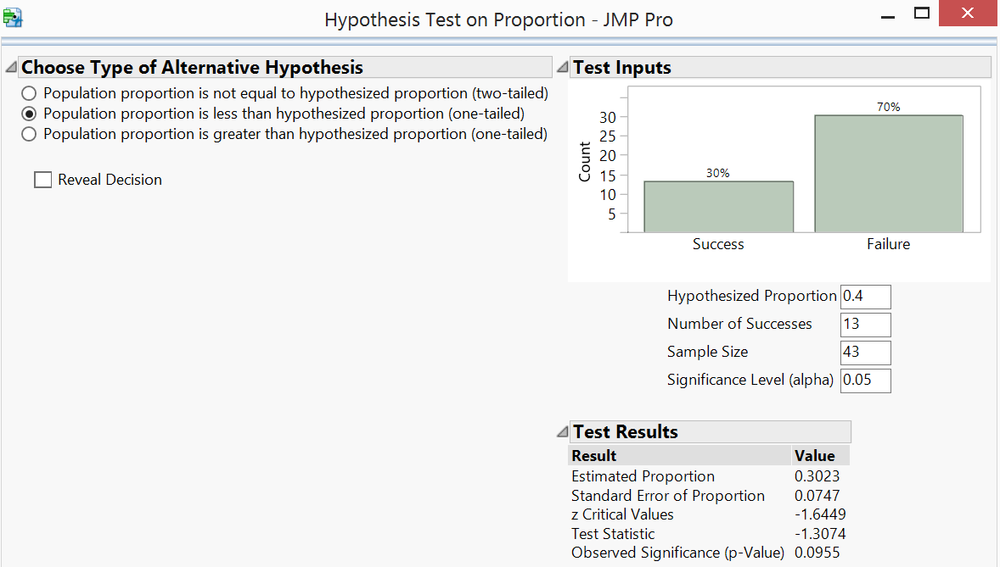 Hypothesis Test on Proportion - JMP Pro
Choose Type of Alternative Hypothesis
Population proportion is not equal to hypothesized proportion (two-tailed)
Population proportion is less than hypothesized proportion (one-tailed)
Population proportion is greater than hypothesized proportion (one-tailed)
Reveal Decision
Test Inputs
70%
30%
30
25
20
15
10
5
Count
Success Failure
Hypothesized Proportion 0.4
Number of Successes 13
Sample Size 43
Significance Level (alpha) 0.05
Test Results
Result Value
Estimated Proportion 0.3023
Standard Error of Proportion 0.0747
z Critical Values -1.6449
Test Statistic -1.3074
Observed Significance (p-Value) 0.0955